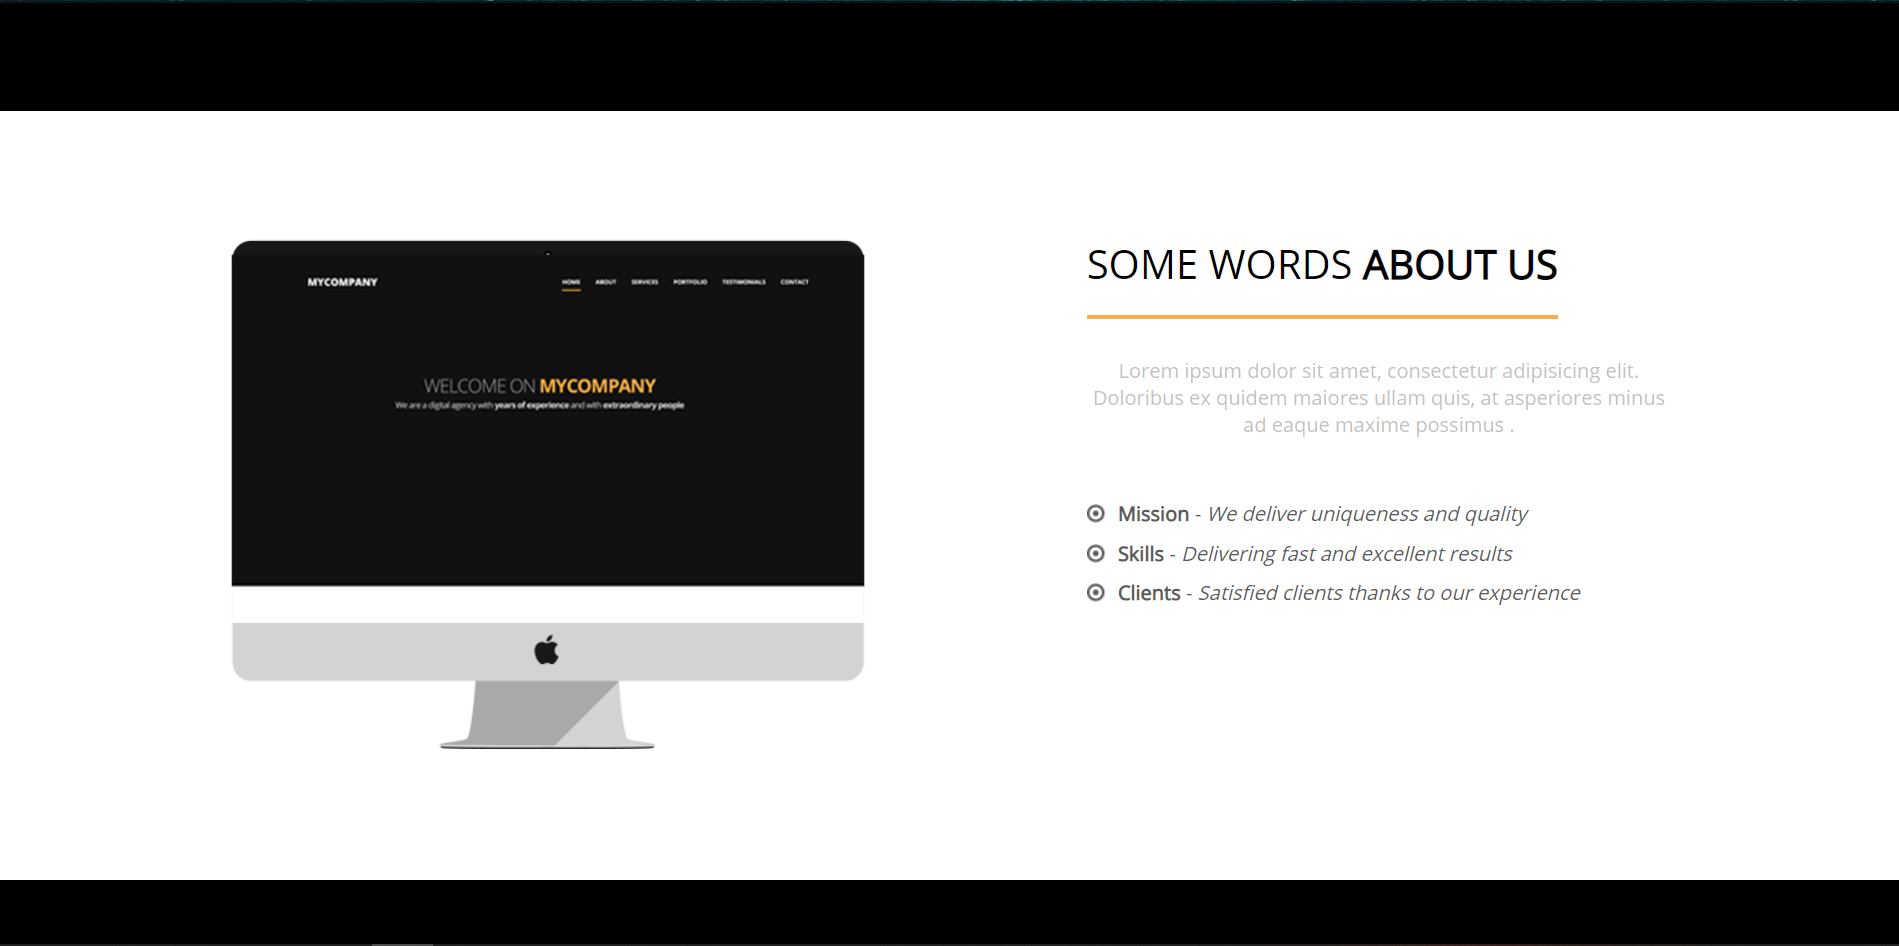 MYCOMPANY
HOME ABOUT SERVICES PORTFOLIO TESTIMONIALS CONTACT
WELCOME ON MYCOMPANY
We are a digital agency with years of experience and with extraordinary people
SOME WORDS ABOUT US
Lorem ipsum dolor sit amet, consectetur adipisicing elit.
Doloribus ex quidem maiores ullam quis, at asperiores minus
ad eaque maxime possimus .
Mission - We deliver uniqueness and quality
Skills - Delivering fast and excellent results
Clients - Satisfied clients thanks to our experience